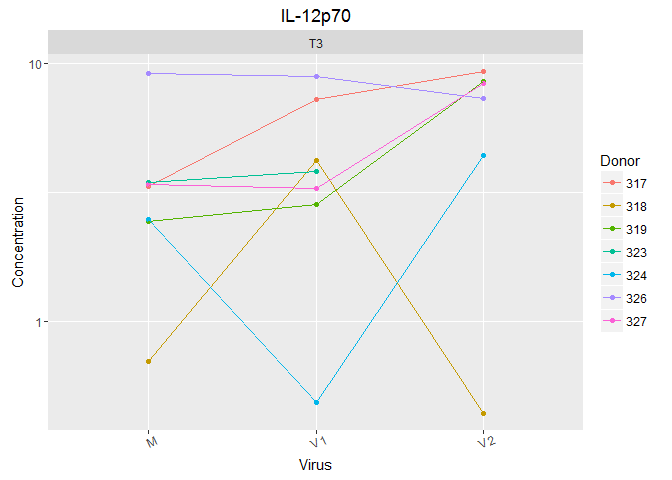 IL-12p70
T3
10
1
Concentration
M
V1
V2
Virus
Donor
317
318
319
323
324
326
327